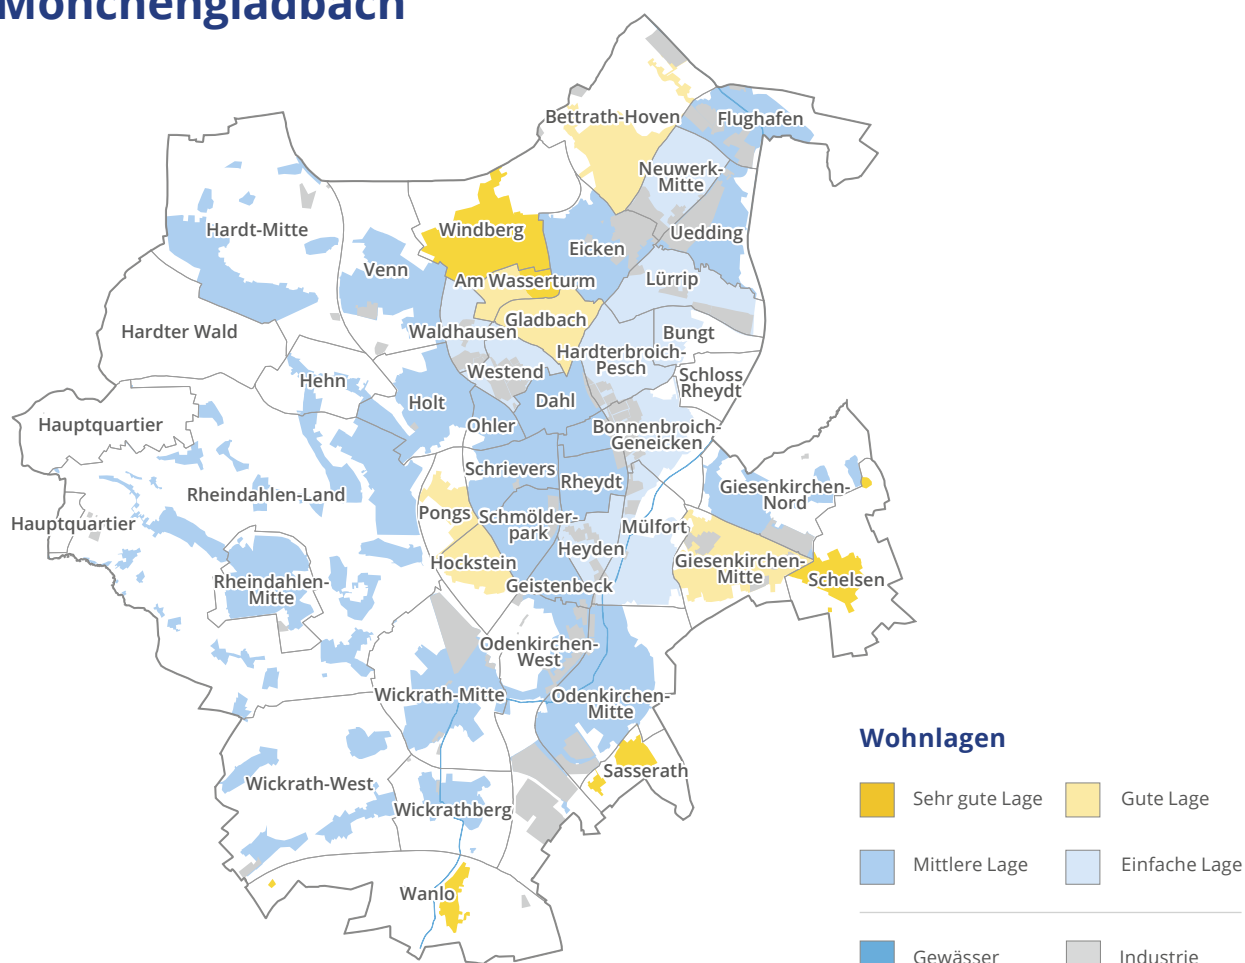 Mönchengladbach
Bettrath-Hoven
Flughafen
Neuwerk-
Mitte
Hardt-Mitte
Windberg
Uedding
Eicken
Venn
Am Wasserturm
Lürrip
Gladbach
Hardter Wald
Waldhausen
Bungt
Hardterbroich-
Pesch
Westend
Schloss
Rheydt
Hehn
Holt
Dahl
Hauptquartier
Ohler
Bonnenbroich-
Geneicken
Schrievers
Rheydt
Giesenkirchen-
Nord
Rheindahlen-Land
Pongs
Schmölder-
park
Mülfort
Hauptquartier
Heyden
Hockstein
Giesenkirchen-
Mitte
Schelsen
Rheindahlen-
Mitte
Geistenbeck
Odenkirchen-
West
Wickrath-Mitte
Odenkirchen-
Mitte
Sasserath
Wickrath-West
Wickrathberg
Wanlo
Wohnlagen
Sehr gute Lage
Gute Lage
Mittlere Lage
Einfache Lage
Gewässer
Industrie